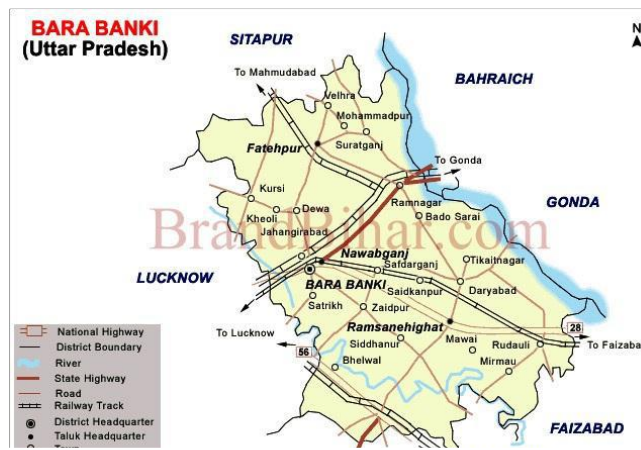 BARA BANKI
(Uttar Pradesh)
SITAPUR
N
To Mahmudabad
BAHRAICH
Velhra
Mohammadpur
Suratganj
Fatehpur
To Gonda
Kursi
Ramnagar
GONDA
Kheoli
Dewa
Bado Sarai
Jahangirabad
BrandBihar.com
Nawabganj
Tikaitnagar
LUCKNOW
Safdarganj
BARA BANKI
Saidkanpur
Daryabad
Satrikh
Zaidpur
National Highway
District Boundary
River
State Highway
Road
Railway Track
District Headquarter
Taluk Headquarter
To Lucknow
Ramsanehighat
28
56
Siddhanur
Mawai
Rudauli
To Faizaba
Bhelwal
Mirmau
FAIZABAD